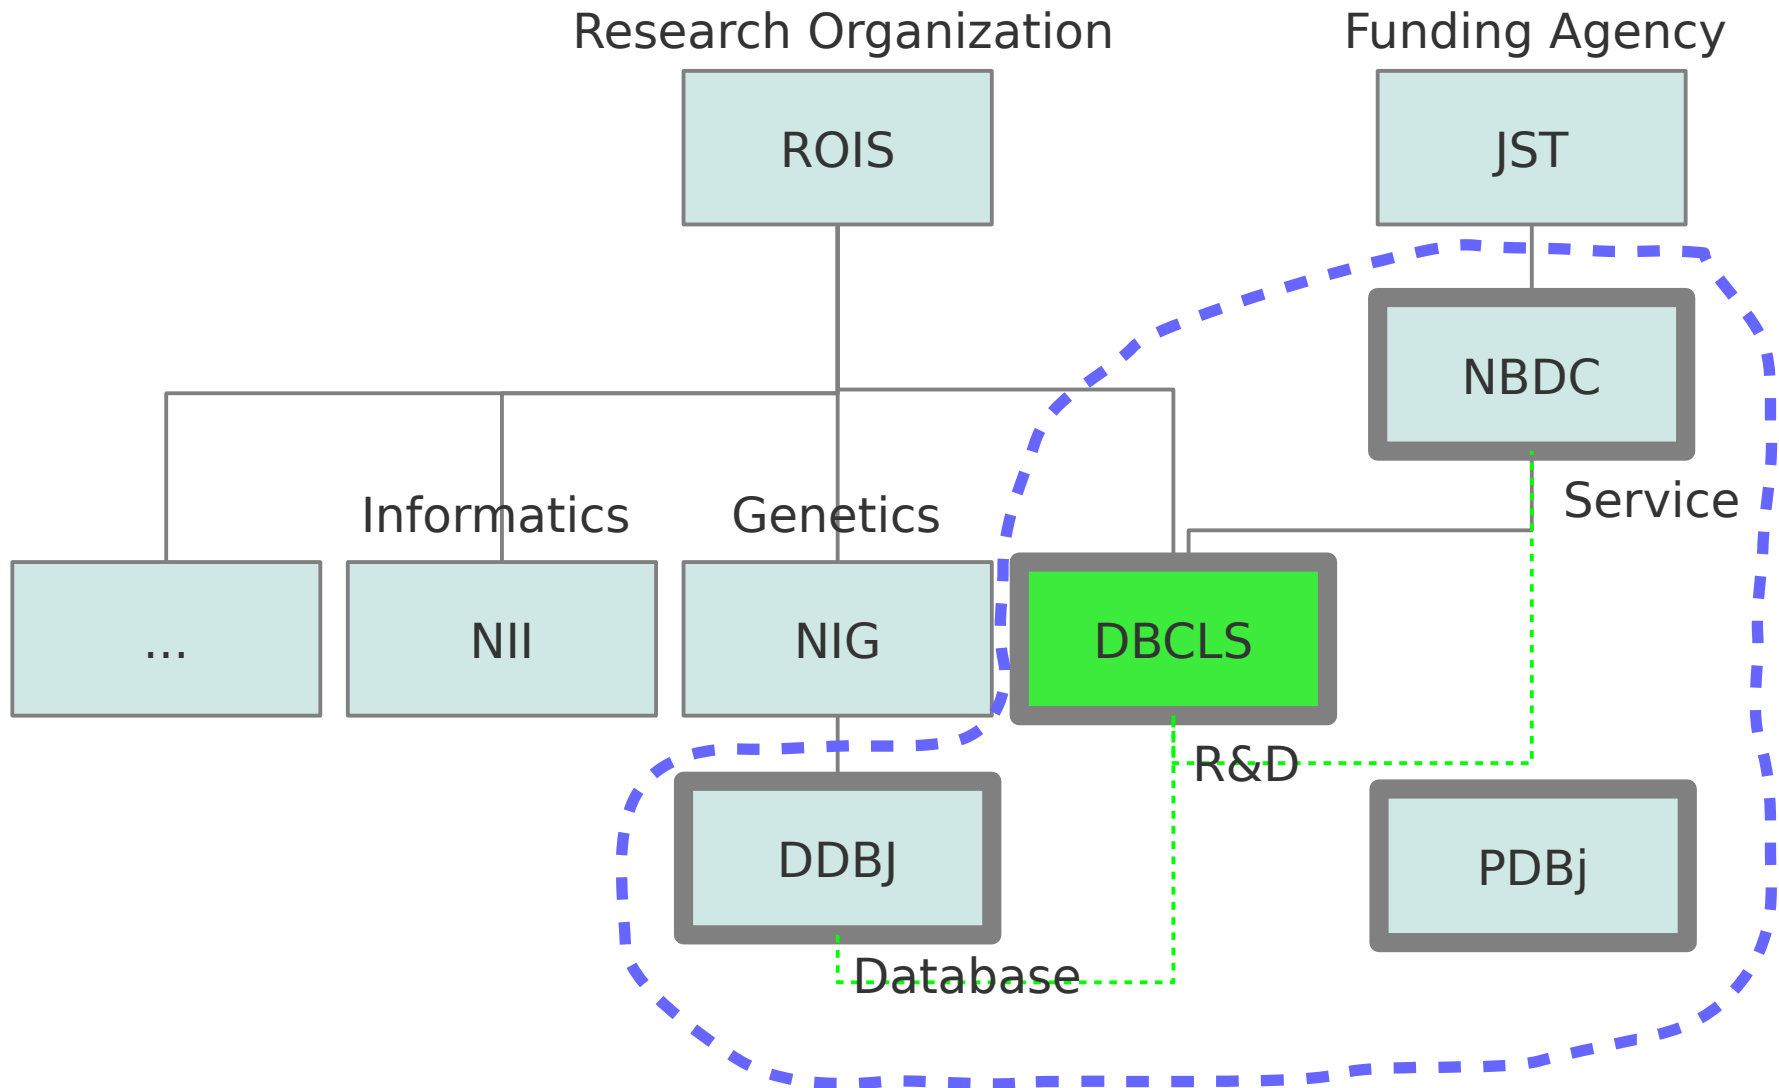 Research Organization
Funding Agency
ROIS
JST
NBDC
Informatics
Genetics
Service
...
NII
NIG
DBCLS
R&D
DDBJ
PDBj
Database